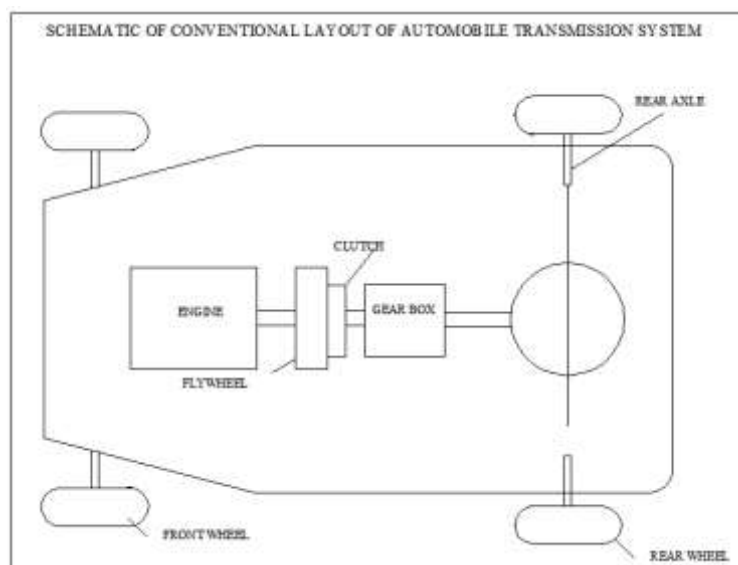 SCHEMATIC OF CONVENTIONAL LAYOUT OF AUTOMOBILE TRANSMISSION SYSTEM
REAR AXLE
CLUTCH
ENGINE
GEAR BOX
FLYWHEEL
FRONT WHEEL
REAR WHEEL